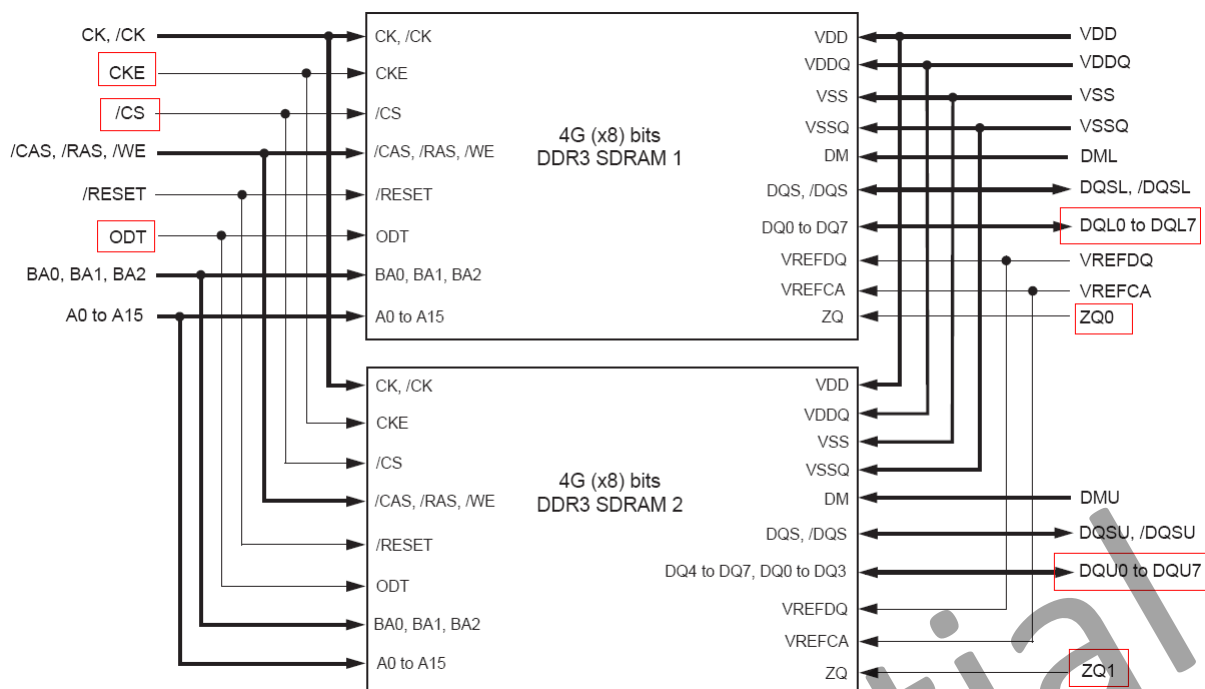 CK, /CK
CKE
/CS
/CAS, /RAS, /WE
/RESET
ODT
BA0, BA1, BA2
A0 to A15
CK, /CK
CKE
/CS
/CAS, /RAS, /WE
/RESET
ODT
BA0, BA1, BA2
A0 to A15
4G (x8) bits
DDR3 SDRAM 1
VDD
VDDQ
VSS
VSSQ
DM
DQS, /DQS
DQ0 to DQ7
VREFDQ
VREFCA
ZQ
VDD
VDDQ
VSS
VSSQ
DML
DQSL, /DQSL
DQL0 to DQL7
VREFDQ
VREFCA
ZQ0
CK, /CK
CKE
/CS
/CAS, /RAS, /WE
/RESET
ODT
BA0, BA1, BA2
A0 to A15
4G (x8) bits
DDR3 SDRAM 2
VDD
VDDQ
VSS
VSSQ
DM
DQS, /DQS
DQ4 to DQ7, DQ0 to DQ3
VREFDQ
VREFCA
ZQ
DMU
DQSU, /DQSU
DQU0 to DQU7
ZQ1
tial